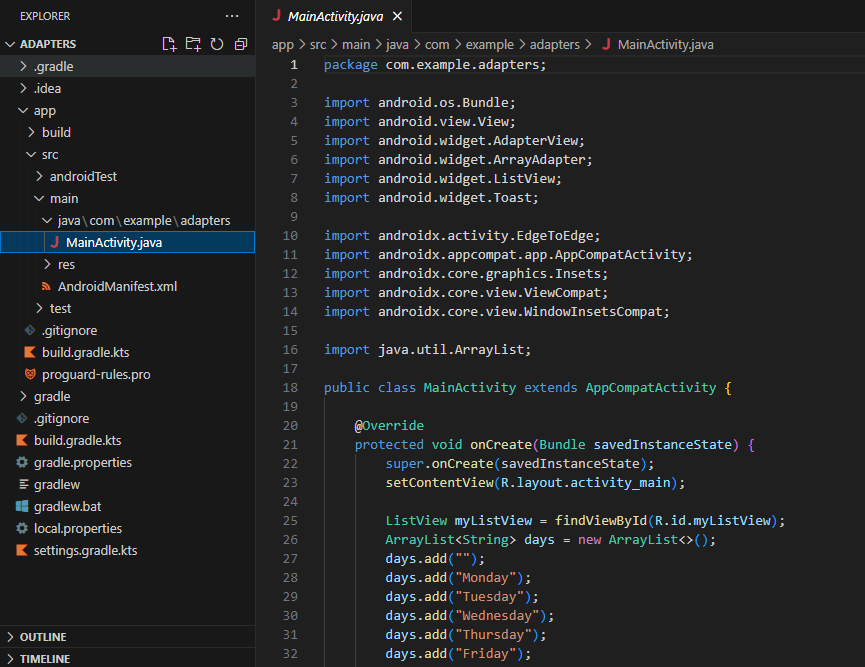 EXPLORER
ADAPTERS
.gradle
.idea
app
build
src
androidTest
main
java\com\example\adapters
MainActivity.java
res
AndroidManifest.xml
test
.gitignore
build.gradle.kts
proguard-rules.pro
gradle
.gitignore
build.gradle.kts
gradle.properties
gradlew
gradlew.bat
local.properties
settings.gradle.kts
OUTLINE
TIMELINE
MainActivity.java
app > src > main > java > com > example > adapters > MainActivity.java
1 package com.example.adapters;
2
3 import android.os.Bundle;
4 import android.view.View;
5 import android.widget.AdapterView;
6 import android.widget.ArrayAdapter;
7 import android.widget.ListView;
8 import android.widget.Toast;
9
10 import androidx.activity.EdgeToEdge;
11 import androidx.appcompat.app.AppCompatActivity;
12 import androidx.core.graphics.Insets;
13 import androidx.core.view.ViewCompat;
14 import androidx.core.view.WindowInsetsCompat;
15
16 import java.util.ArrayList;
17
18 public class MainActivity extends AppCompatActivity {
19
20 @Override
21 protected void onCreate(Bundle savedInstanceState) {
22 super.onCreate(savedInstanceState);
23 setContentView(R.layout.activity_main);
24
25 ListView myListView = findViewById(R.id.myListView);
26 ArrayList<String> days = new ArrayList<>();
27 days.add("");
28 days.add("Monday");
29 days.add("Tuesday");
30 days.add("Wednesday");
31 days.add("Thursday");
32 days.add("Friday");